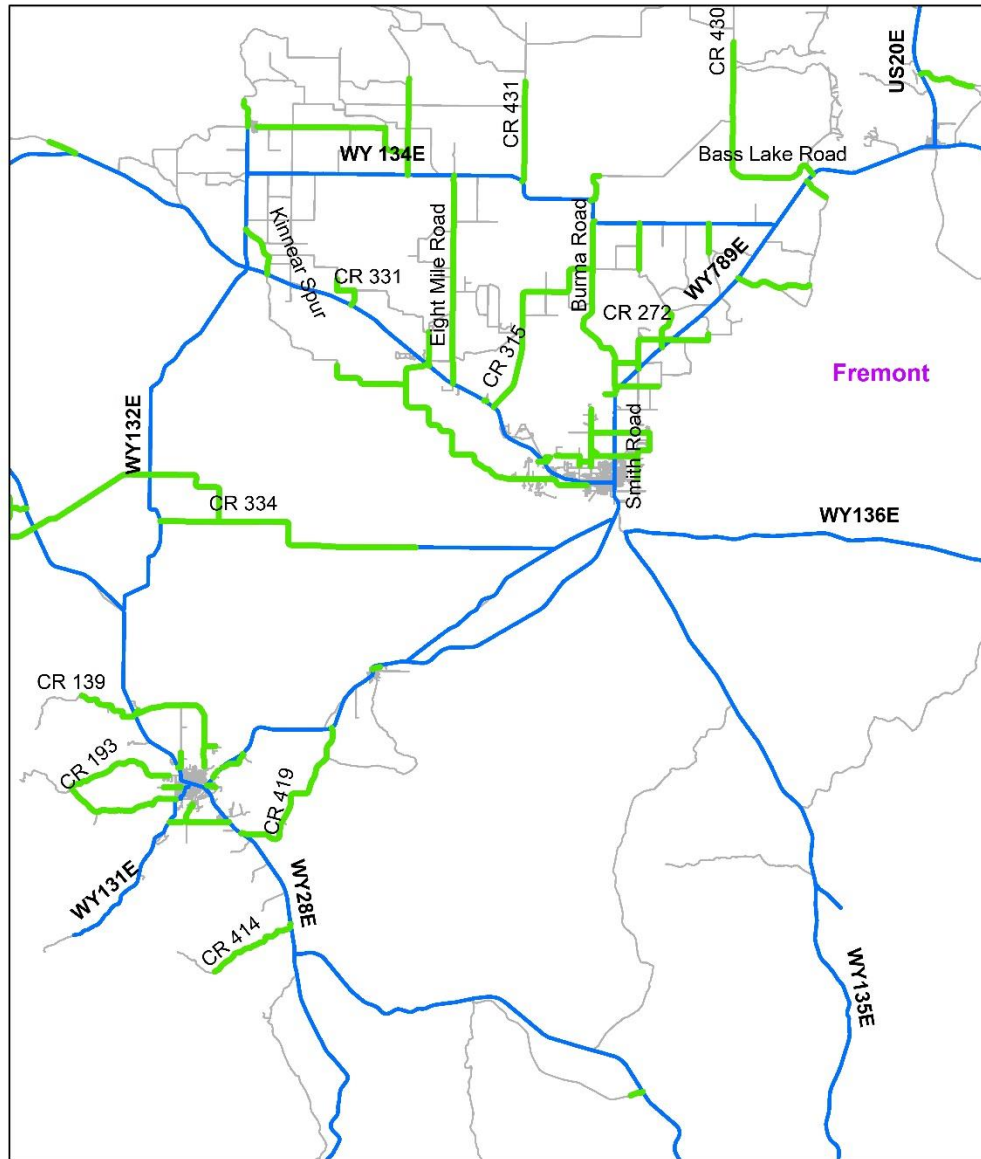 CR 430
US20E
CR 431
WY 134E
Bass Lake Road
Kinnear Spur
Eight Mile Road
Burma Road
CR 331
WY789E
CR 272
CR 315
Fremont
WY132E
Smith Road
CR 334
WY136E
CR 139
CR 193
CR 419
WY131E
WY28E
CR 414
WY135E